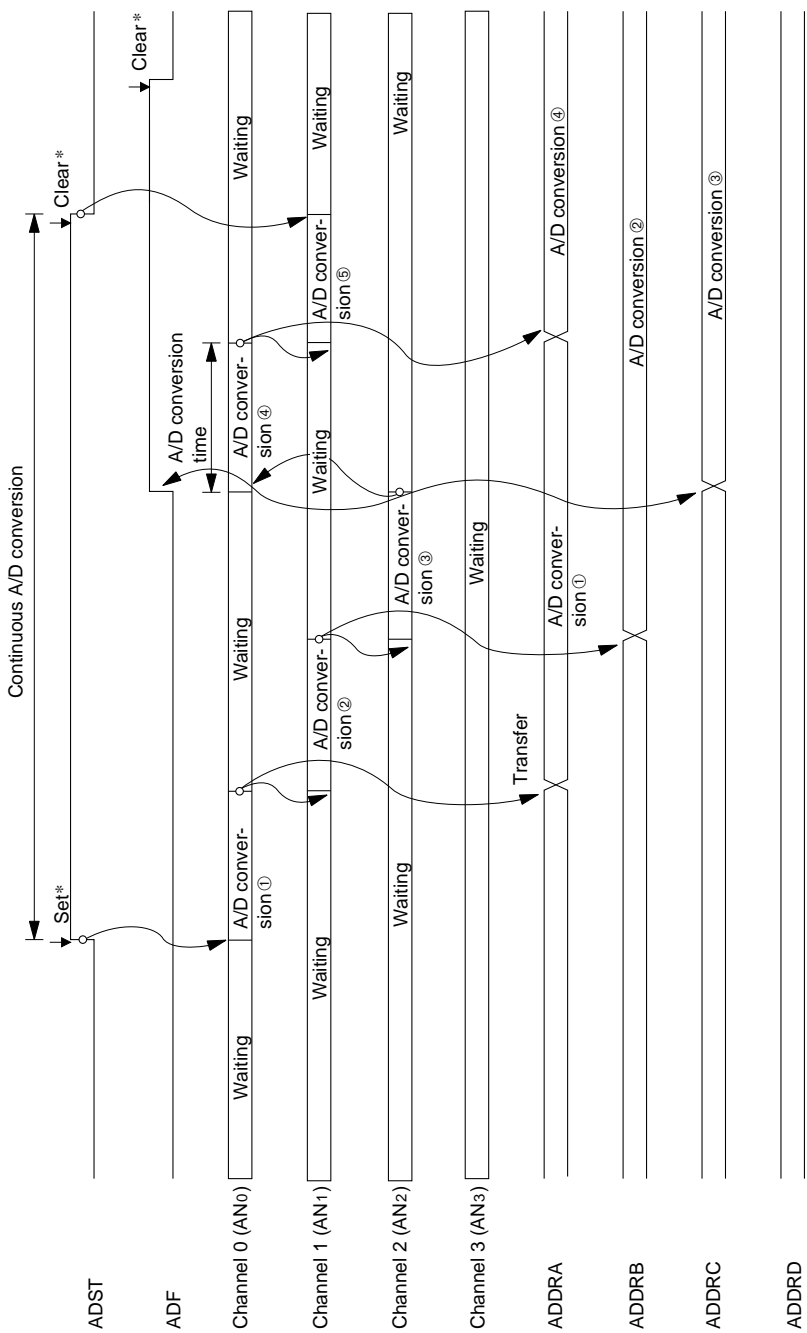 Continuous A/D conversion
Set*
Clear*
ADST
A/D conversion
time
Clear*
ADF
Channel 0 (AN0)
Waiting
A/D conver-
sion ①
Waiting
A/D conver-
sion ④
Waiting
Channel 1 (AN1)
Waiting
A/D conver-
sion ②
Waiting
A/D conver-
sion ⑤
Waiting
Channel 2 (AN2)
Waiting
A/D conver-
sion ③
Waiting
Channel 3 (AN3)
Waiting
Transfer
ADDRA
A/D conver-
sion ①
A/D conversion ④
ADDRB
A/D conversion ②
ADDRC
A/D conversion ③
ADDRD